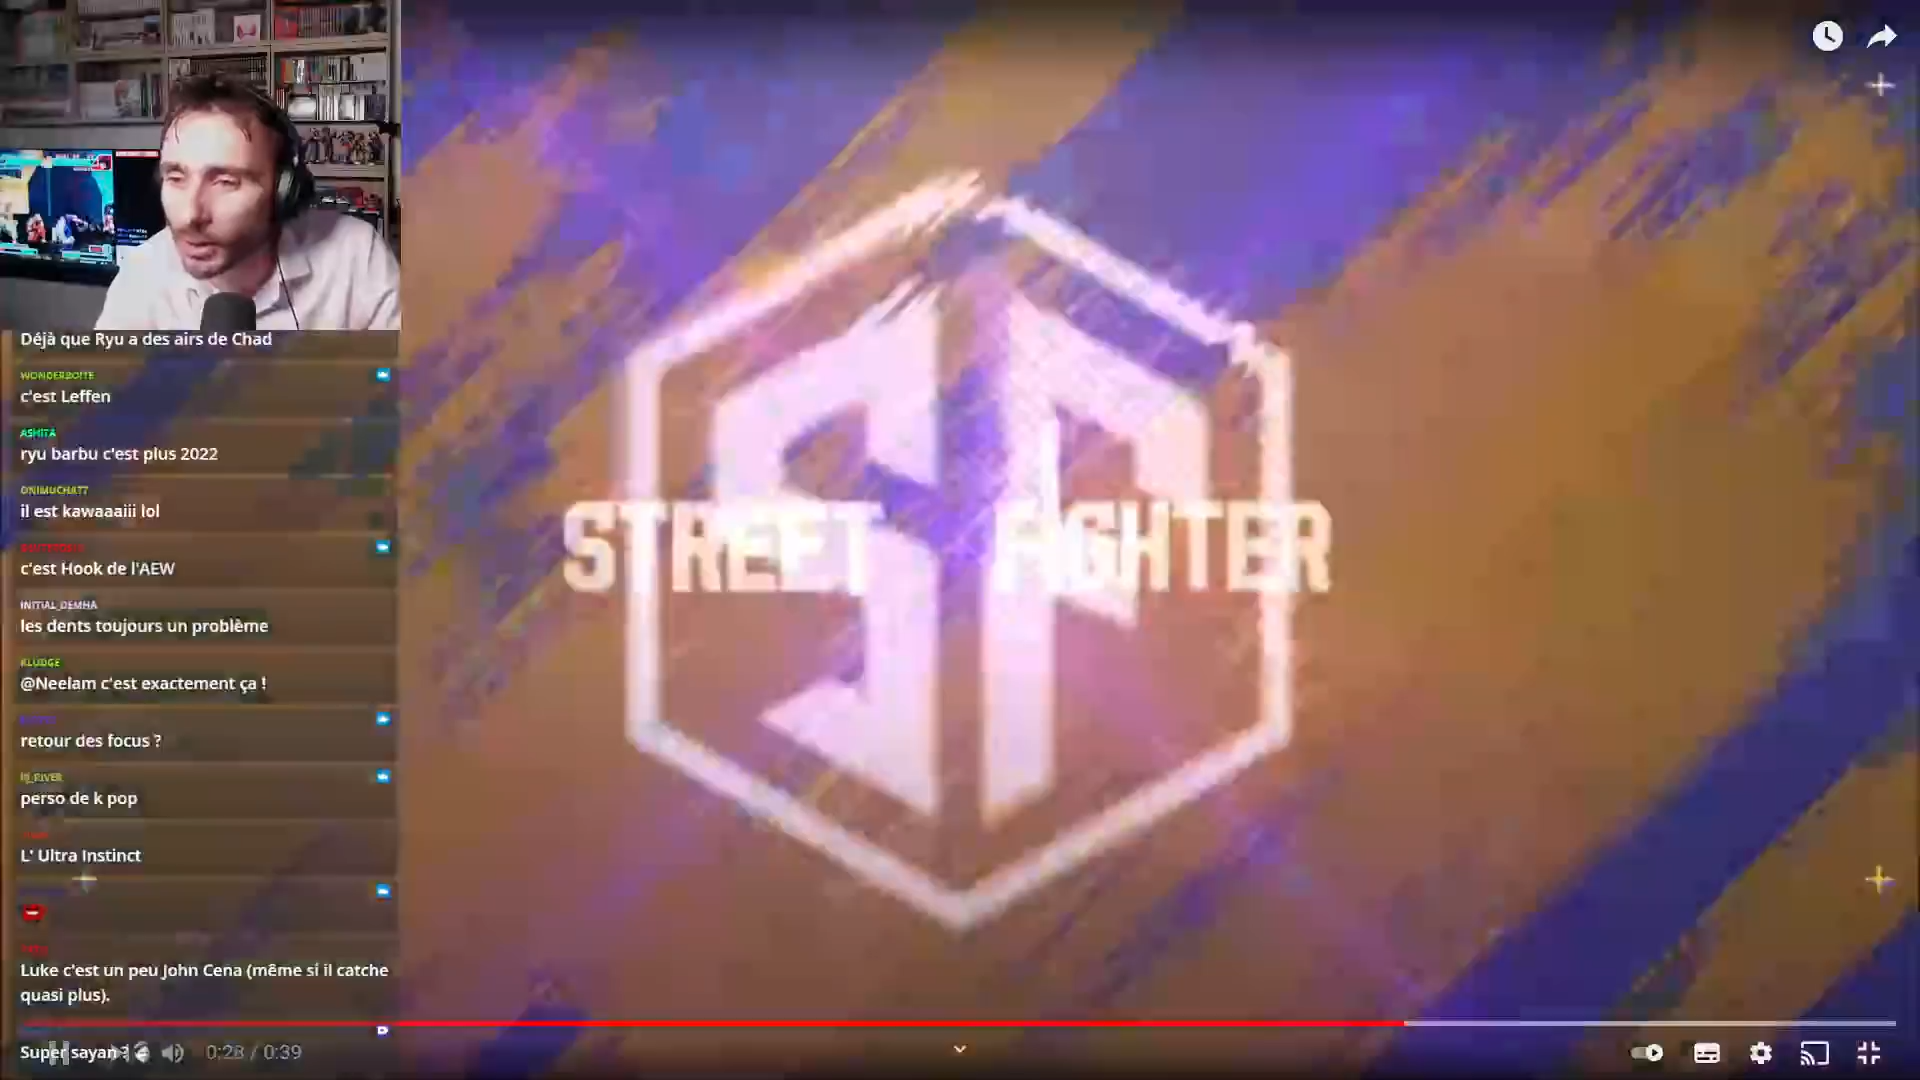 Déjà que Ryu a des airs de Chad
WONDERBOITE
c'est Leffen
ASHITA
ryu barbu c'est plus 2022
ONIMUCHA77
il est kawaaaiii lol
c'est Hook de l'AEW
INITIAL_DEMHA
les dents toujours un problème
KLUDGE
@Neelam c'est exactement ça !
retour des focus ?
perso de k pop
L' Ultra Instinct
Luke c'est un peu John Cena (même si il catche
quasi plus).
Super sayan ?
0:28 / 0:39
STREET FIGHTER